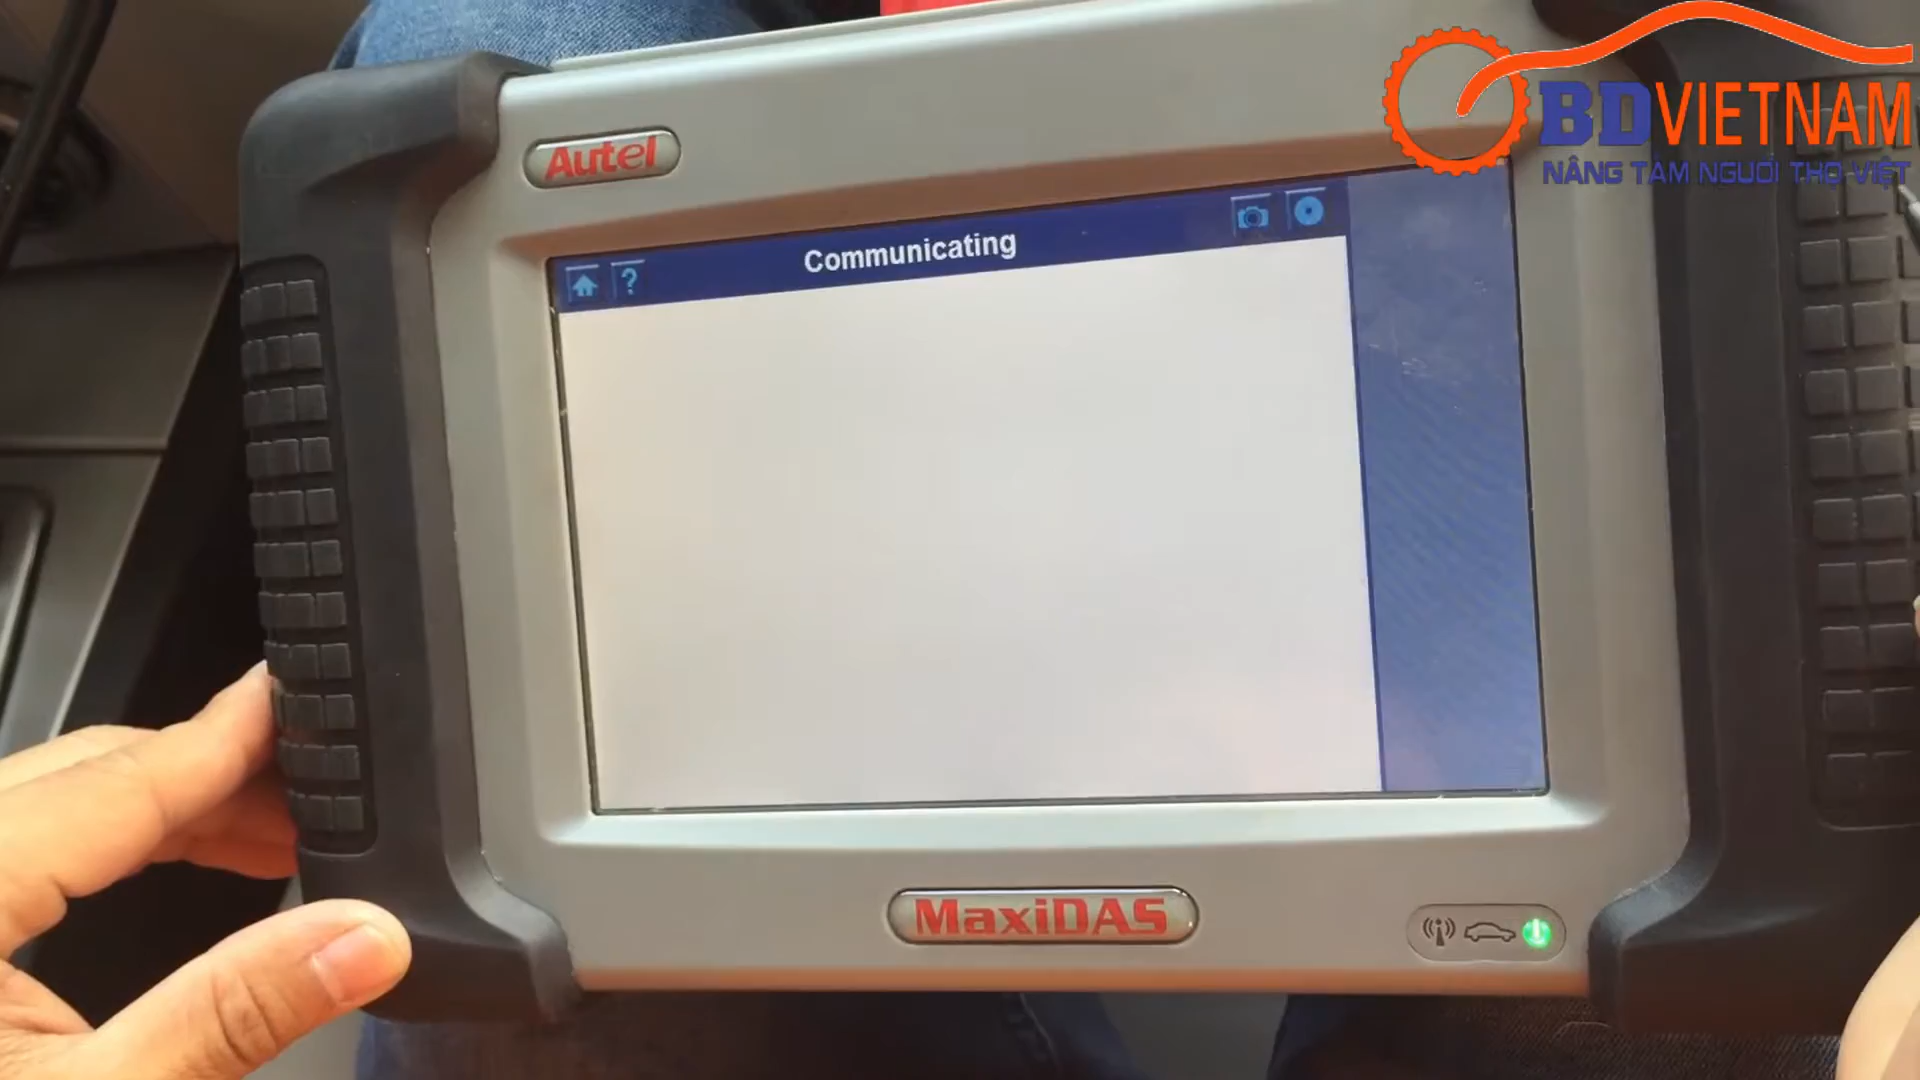 BDVIETNAM
NÂNG TẦM NGƯỜI THỢ VIỆT
Autel
?
Communicating
MaxiDAS